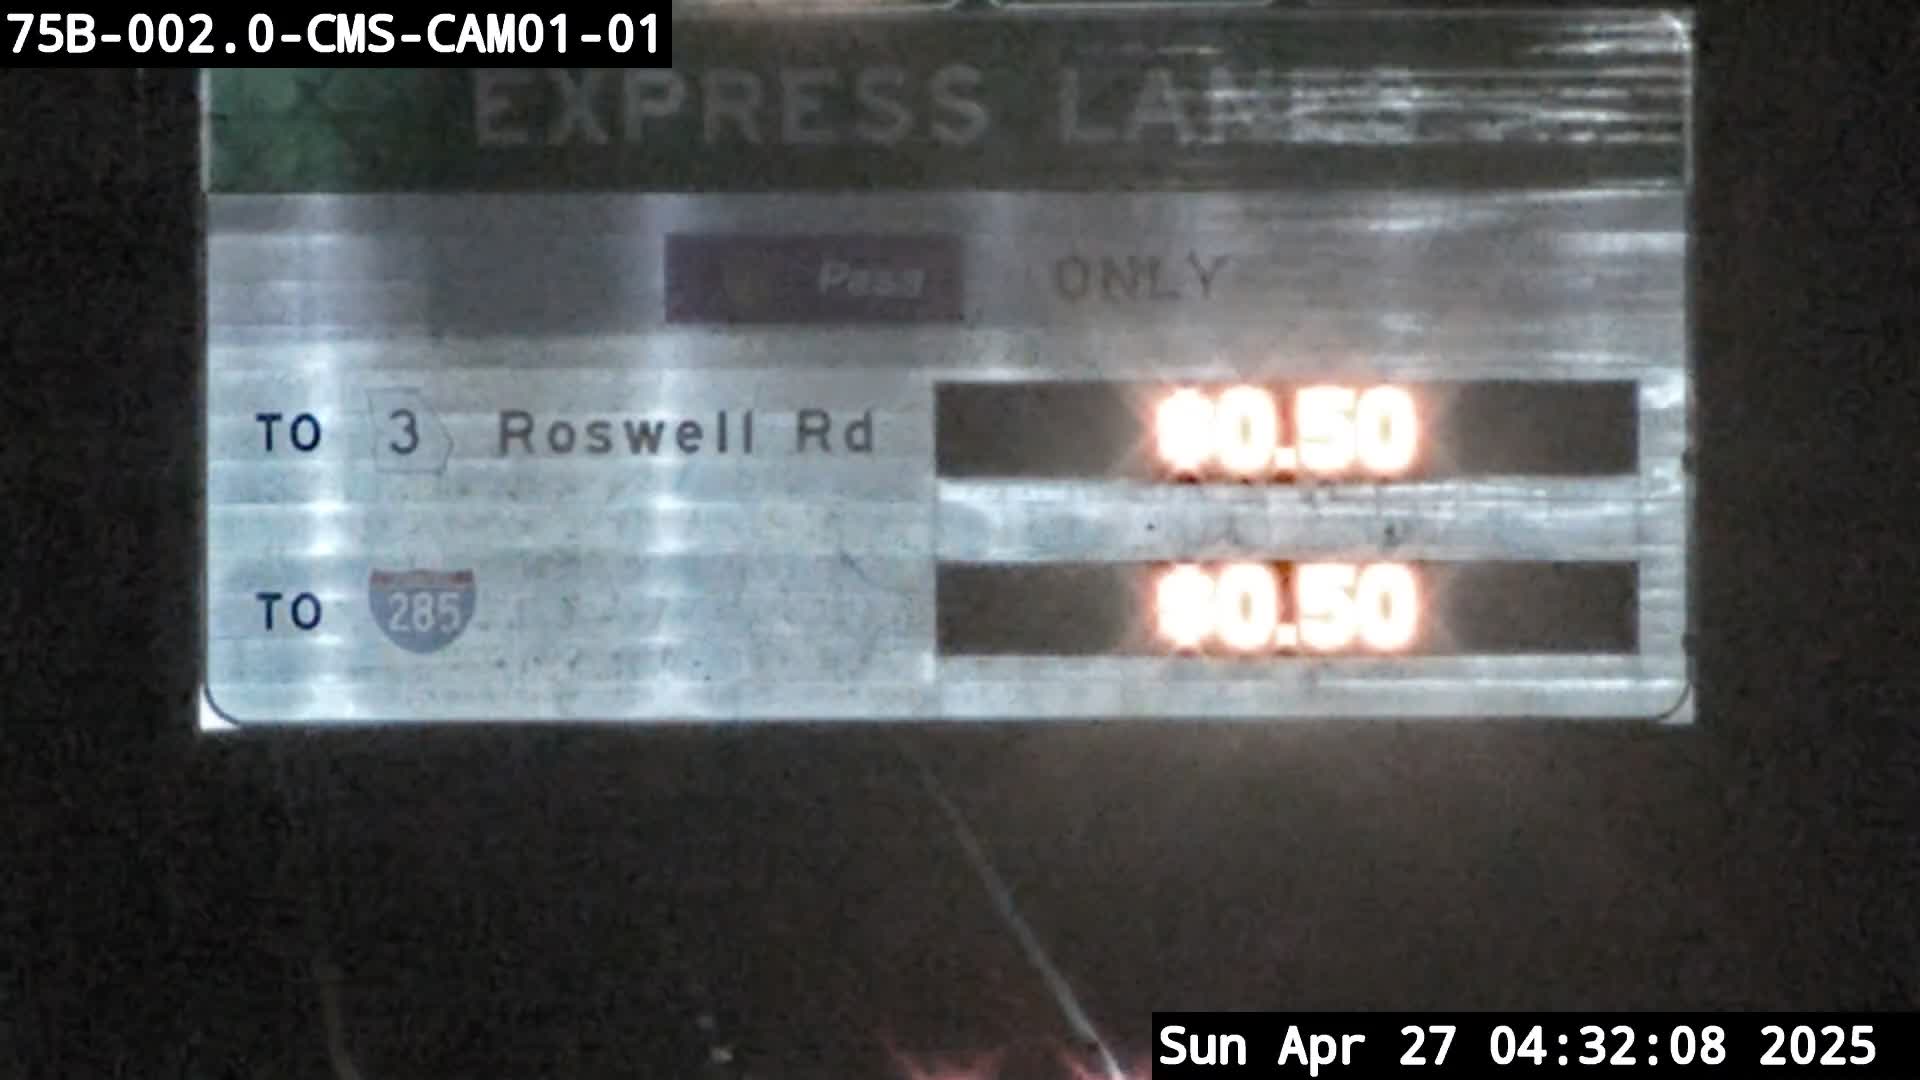 75B-002.0-CMS-CAM01-01
EXPRESS LANES
Pass ONLY
TO 3 Roswell Rd $0.50
TO 285 $0.50
Sun Apr 27 04:32:08 2025